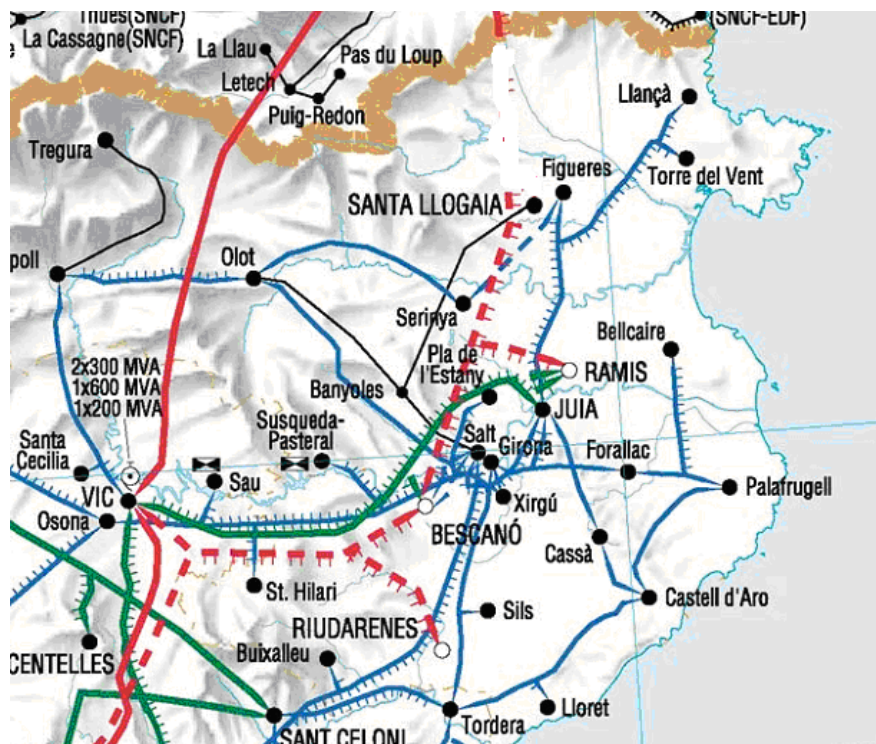 Thues(SNCF)
La Cassagne(SNCF)
(SNCF-EDF)
La Llau
Pas du Loup
Letech
Puig-Redon
Llançà
Tregura
Figueres
Torre del Vent
SANTA LLOGAIA
poll
Olot
Serinya
Bellcaire
2x300 MVA
1x600 MVA
1x200 MVA
Pla de
l'Estany
RAMIS
Banyoles
JUIA
Susqueda-
Pasteral
Santa
Cecilia
Salt
Girona
Forallac
Sau
VIC
Palafrugell
Osona
Xirgú
BESCANÓ
Cassà
St. Hilari
Castell d'Aro
Sils
RIUDARENES
Buixalleu
CENTELLES
Lloret
Tordera
SANT CELONI